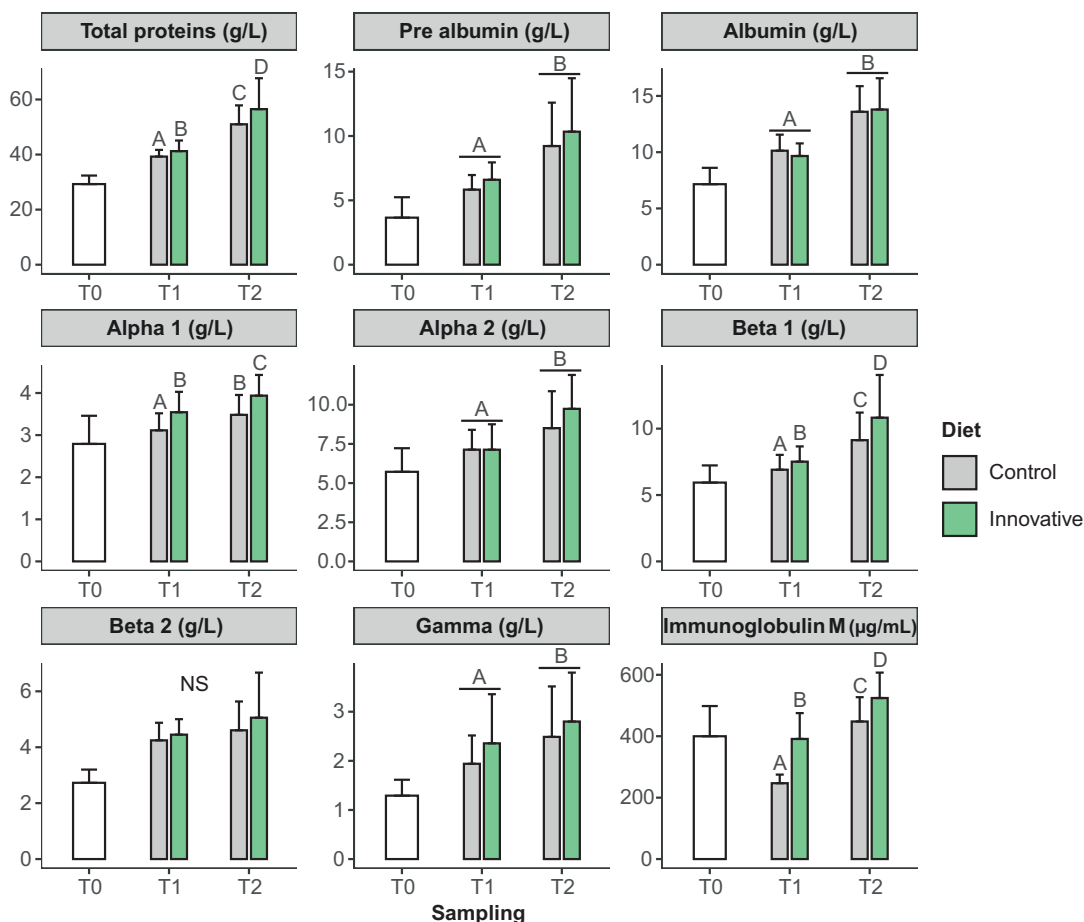 Total proteins (g/L)
Pre albumin (g/L)
Albumin (g/L)
60
40
20
0
A
B
C
D
T0
T1
T2
15
10
5
0
A
B
T0
T1
T2
15
10
5
0
A
B
T0
T1
T2
Alpha 1 (g/L)
Alpha 2 (g/L)
Beta 1 (g/L)
4
3
2
1
0
A
B
B
C
T0
T1
T2
10.0
7.5
5.0
2.5
0.0
A
B
T0
T1
T2
10
5
0
A
B
C
D
T0
T1
T2
Diet
Control
Innovative
Beta 2 (g/L)
Gamma (g/L)
Immunoglobulin M (µg/mL)
6
4
2
0
NS
T0
T1
T2
3
2
1
0
A
B
T0
T1
T2
600
400
200
0
A
B
C
D
T0
T1
T2
Sampling